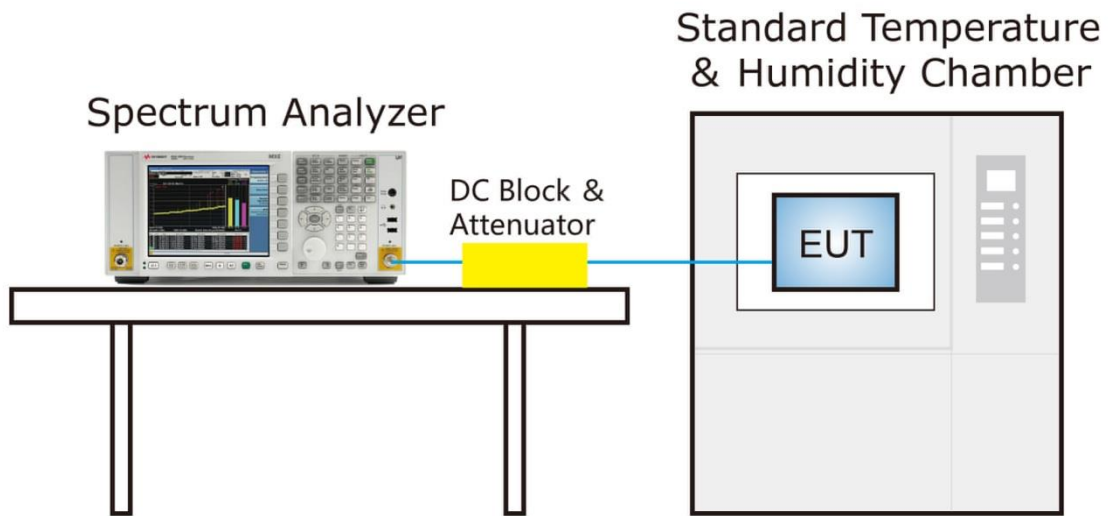 Standard Temperature
& Humidity Chamber
Spectrum Analyzer
DC Block &
Attenuator
EUT